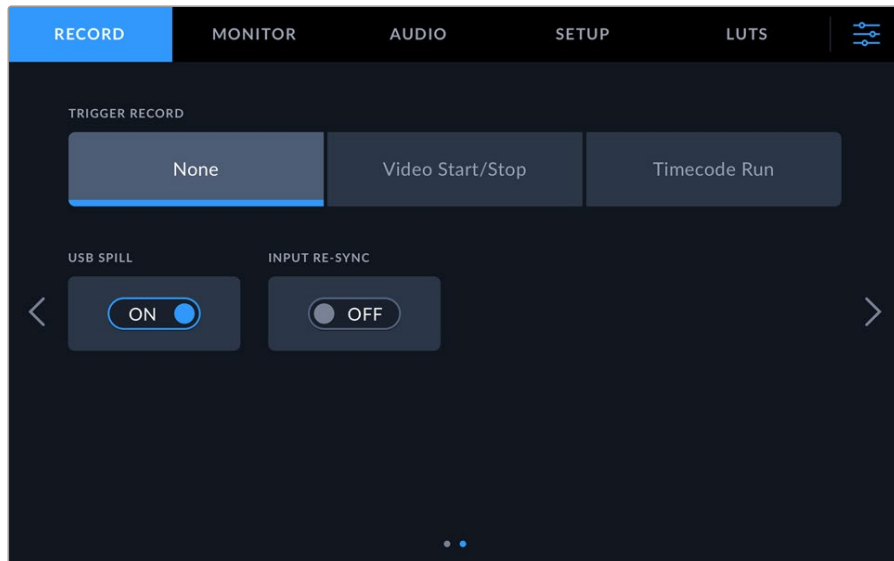 RECORD MONITOR AUDIO SETUP LUTS
TRIGGER RECORD
None Video Start/Stop Timecode Run
USB SPILL INPUT RE-SYNC
ON OFF